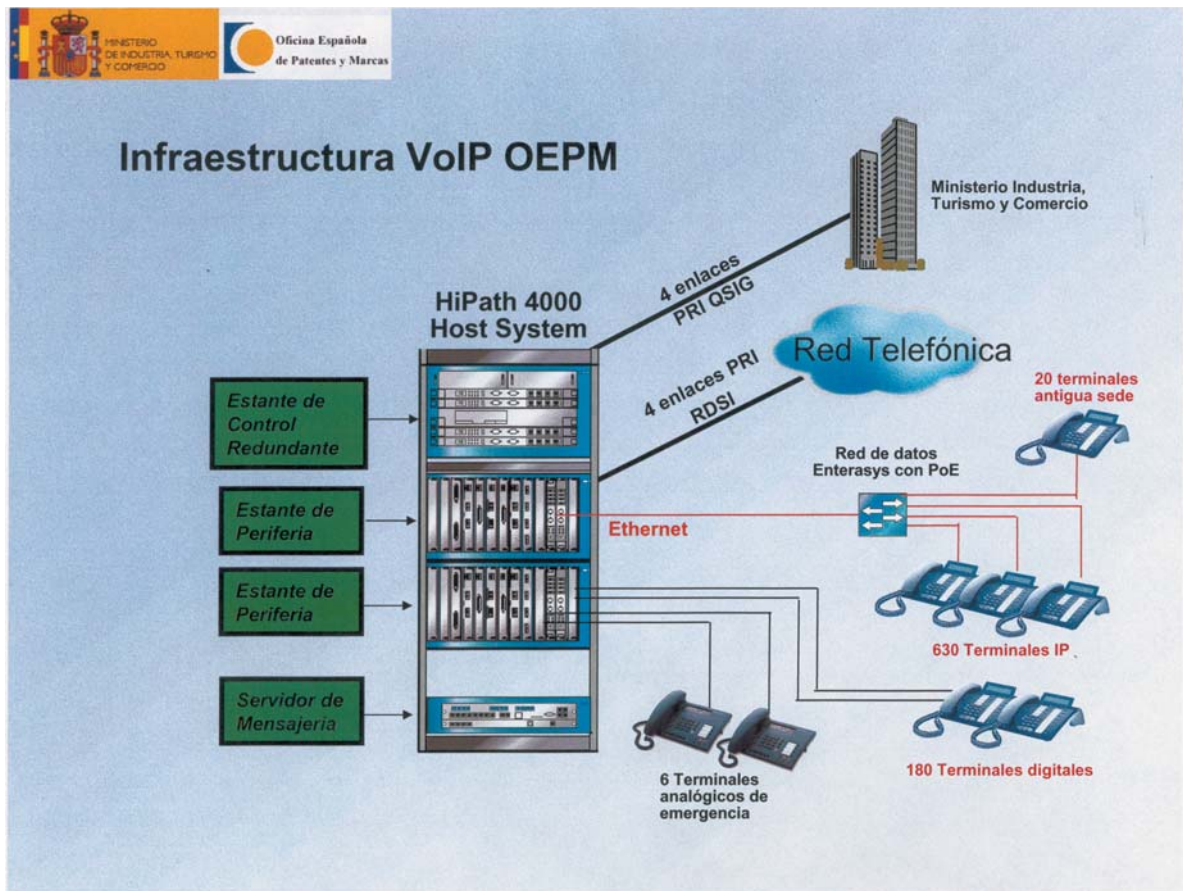 MINISTERIO
DE INDUSTRIA, TURISMO
Y COMERCIO
Oficina Española
de Patentes y Marcas
Infraestructura VoIP OEPM
Ministerio Industria,
Turismo y Comercio
4 enlaces
PRI QSIG
HiPath 4000
Host System
Red Telefónica
4 enlaces PRI
RDSI
20 terminales
antigua sede
Estante de
Control
Redundante
Red de datos
Enterasys con PoE
Estante de
Periferia
Ethernet
Estante de
Periferia
630 Terminales IP
Servidor de
Mensajeria
180 Terminales digitales
6 Terminales
analógicos de
emergencia